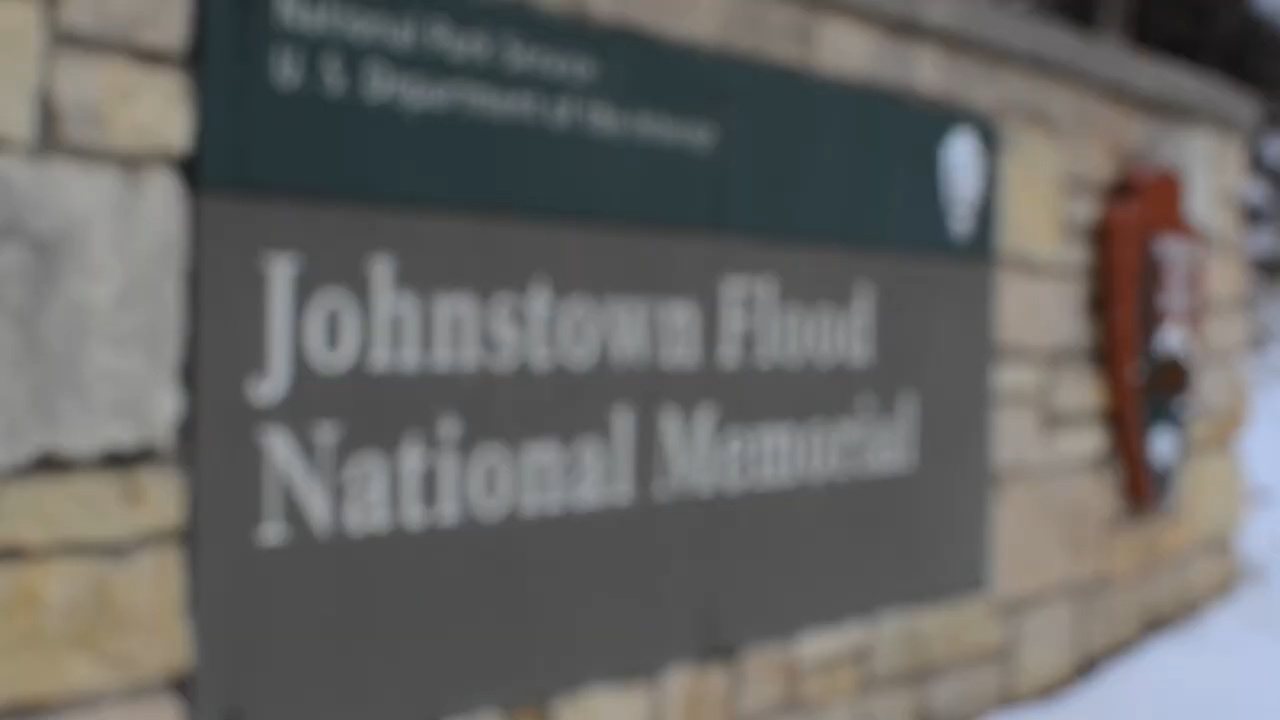 National Park Service
U. S. Department of the Interior
Johnstown Flood
National Memorial